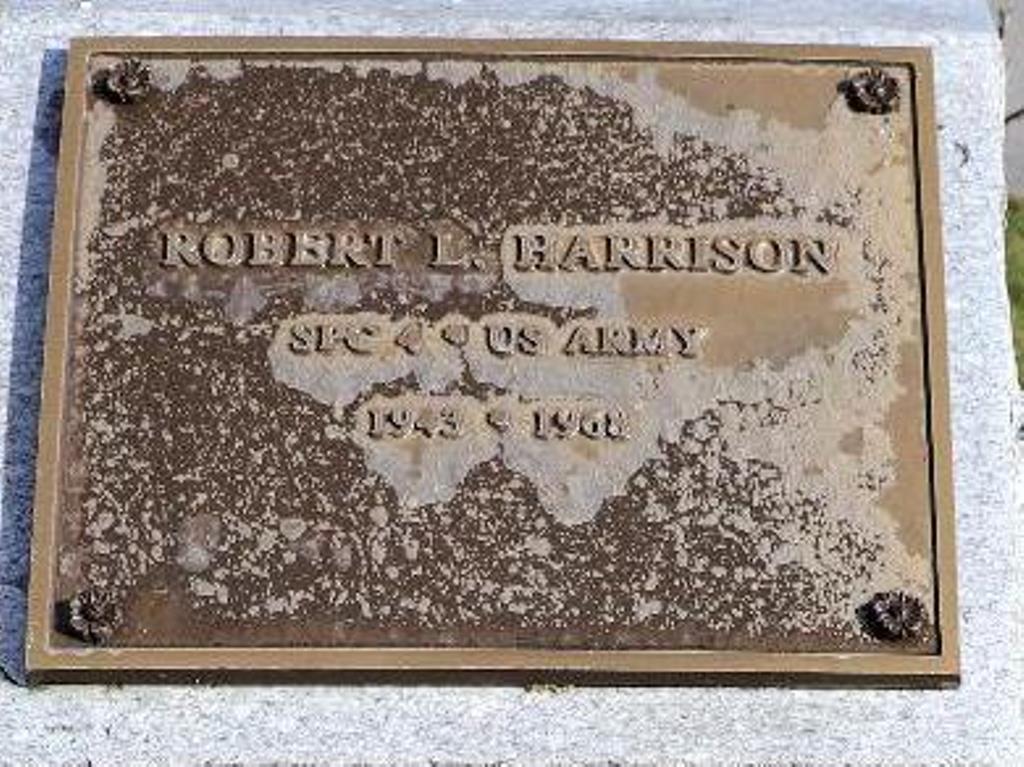 ROBERT L. HARRISON
SPC 4 • US ARMY
1943 • 1968